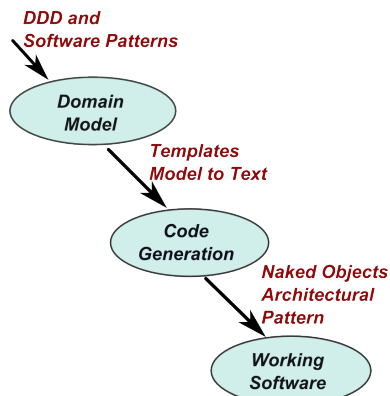 DDD and
Software Patterns
Domain
Model
Templates
Model to Text
Code
Generation
Naked Objects
Architectural
Pattern
Working
Software